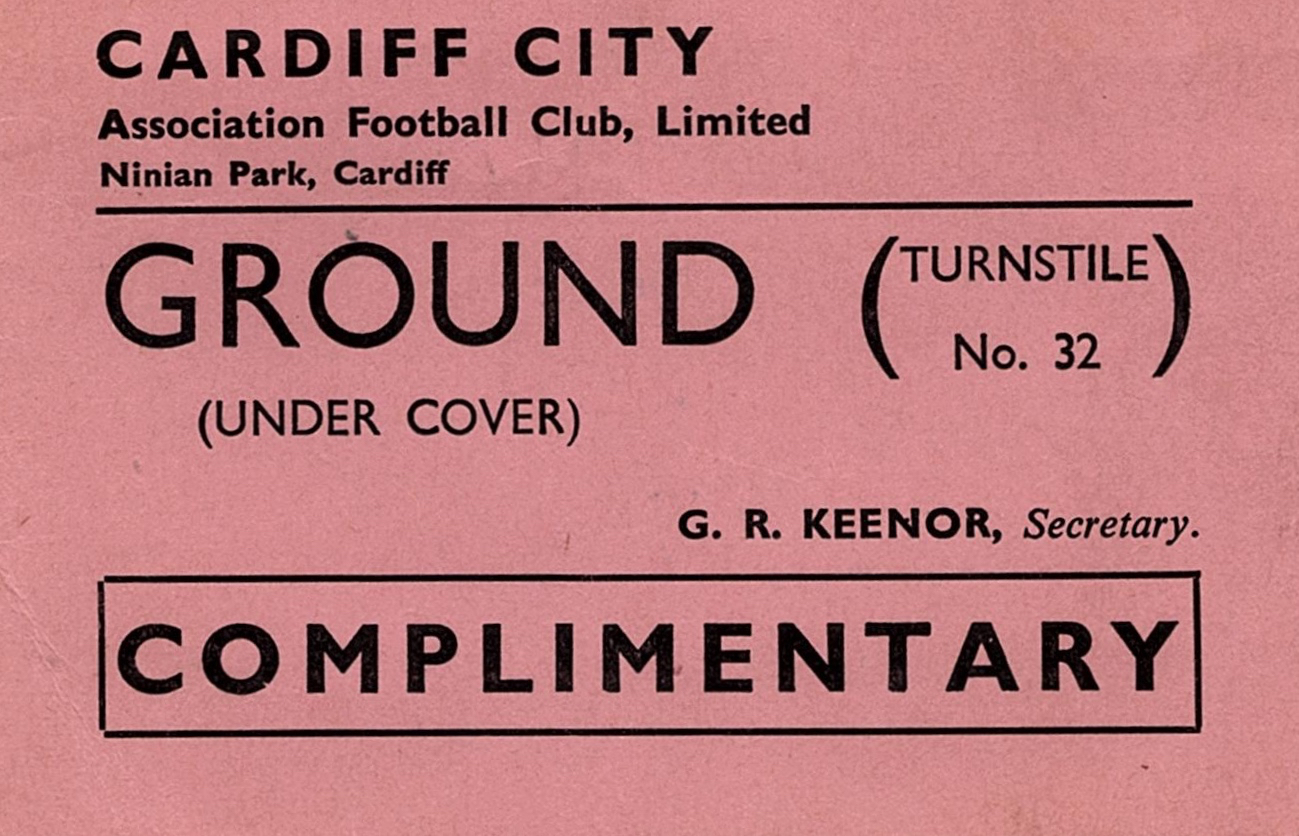 CARDIFF CITY
Association Football Club, Limited
Ninian Park, Cardiff
GROUND
(TURNSTILE
No. 32)
(UNDER COVER)
G. R. KEENOR, Secretary.
COMPLIMENTARY